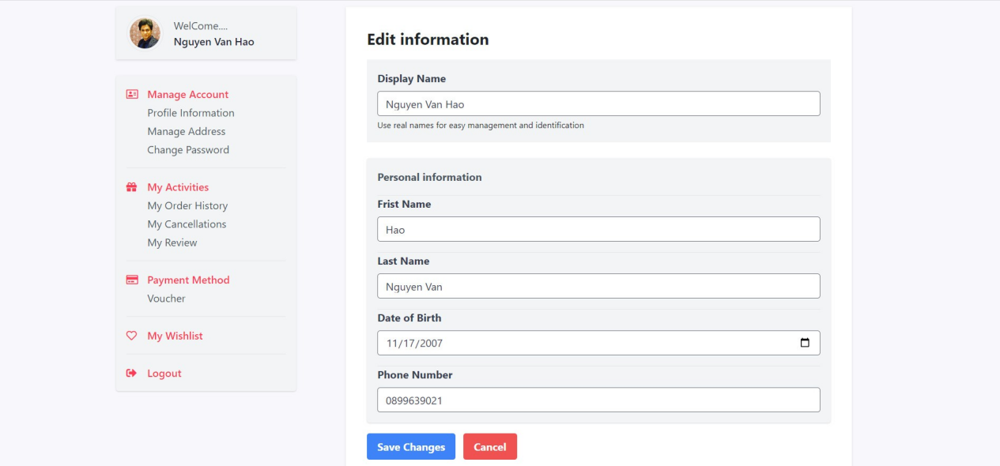 WelCome....
Nguyen Van Hao
Manage Account
Profile Information
Manage Address
Change Password
My Activities
My Order History
My Cancellations
My Review
Payment Method
Voucher
My Wishlist
Logout
Edit information
Display Name
Nguyen Van Hao
Use real names for easy management and identification
Personal information
Frist Name
Hao
Last Name
Nguyen Van
Date of Birth
11/17/2007
Phone Number
0899639021
Save Changes
Cancel